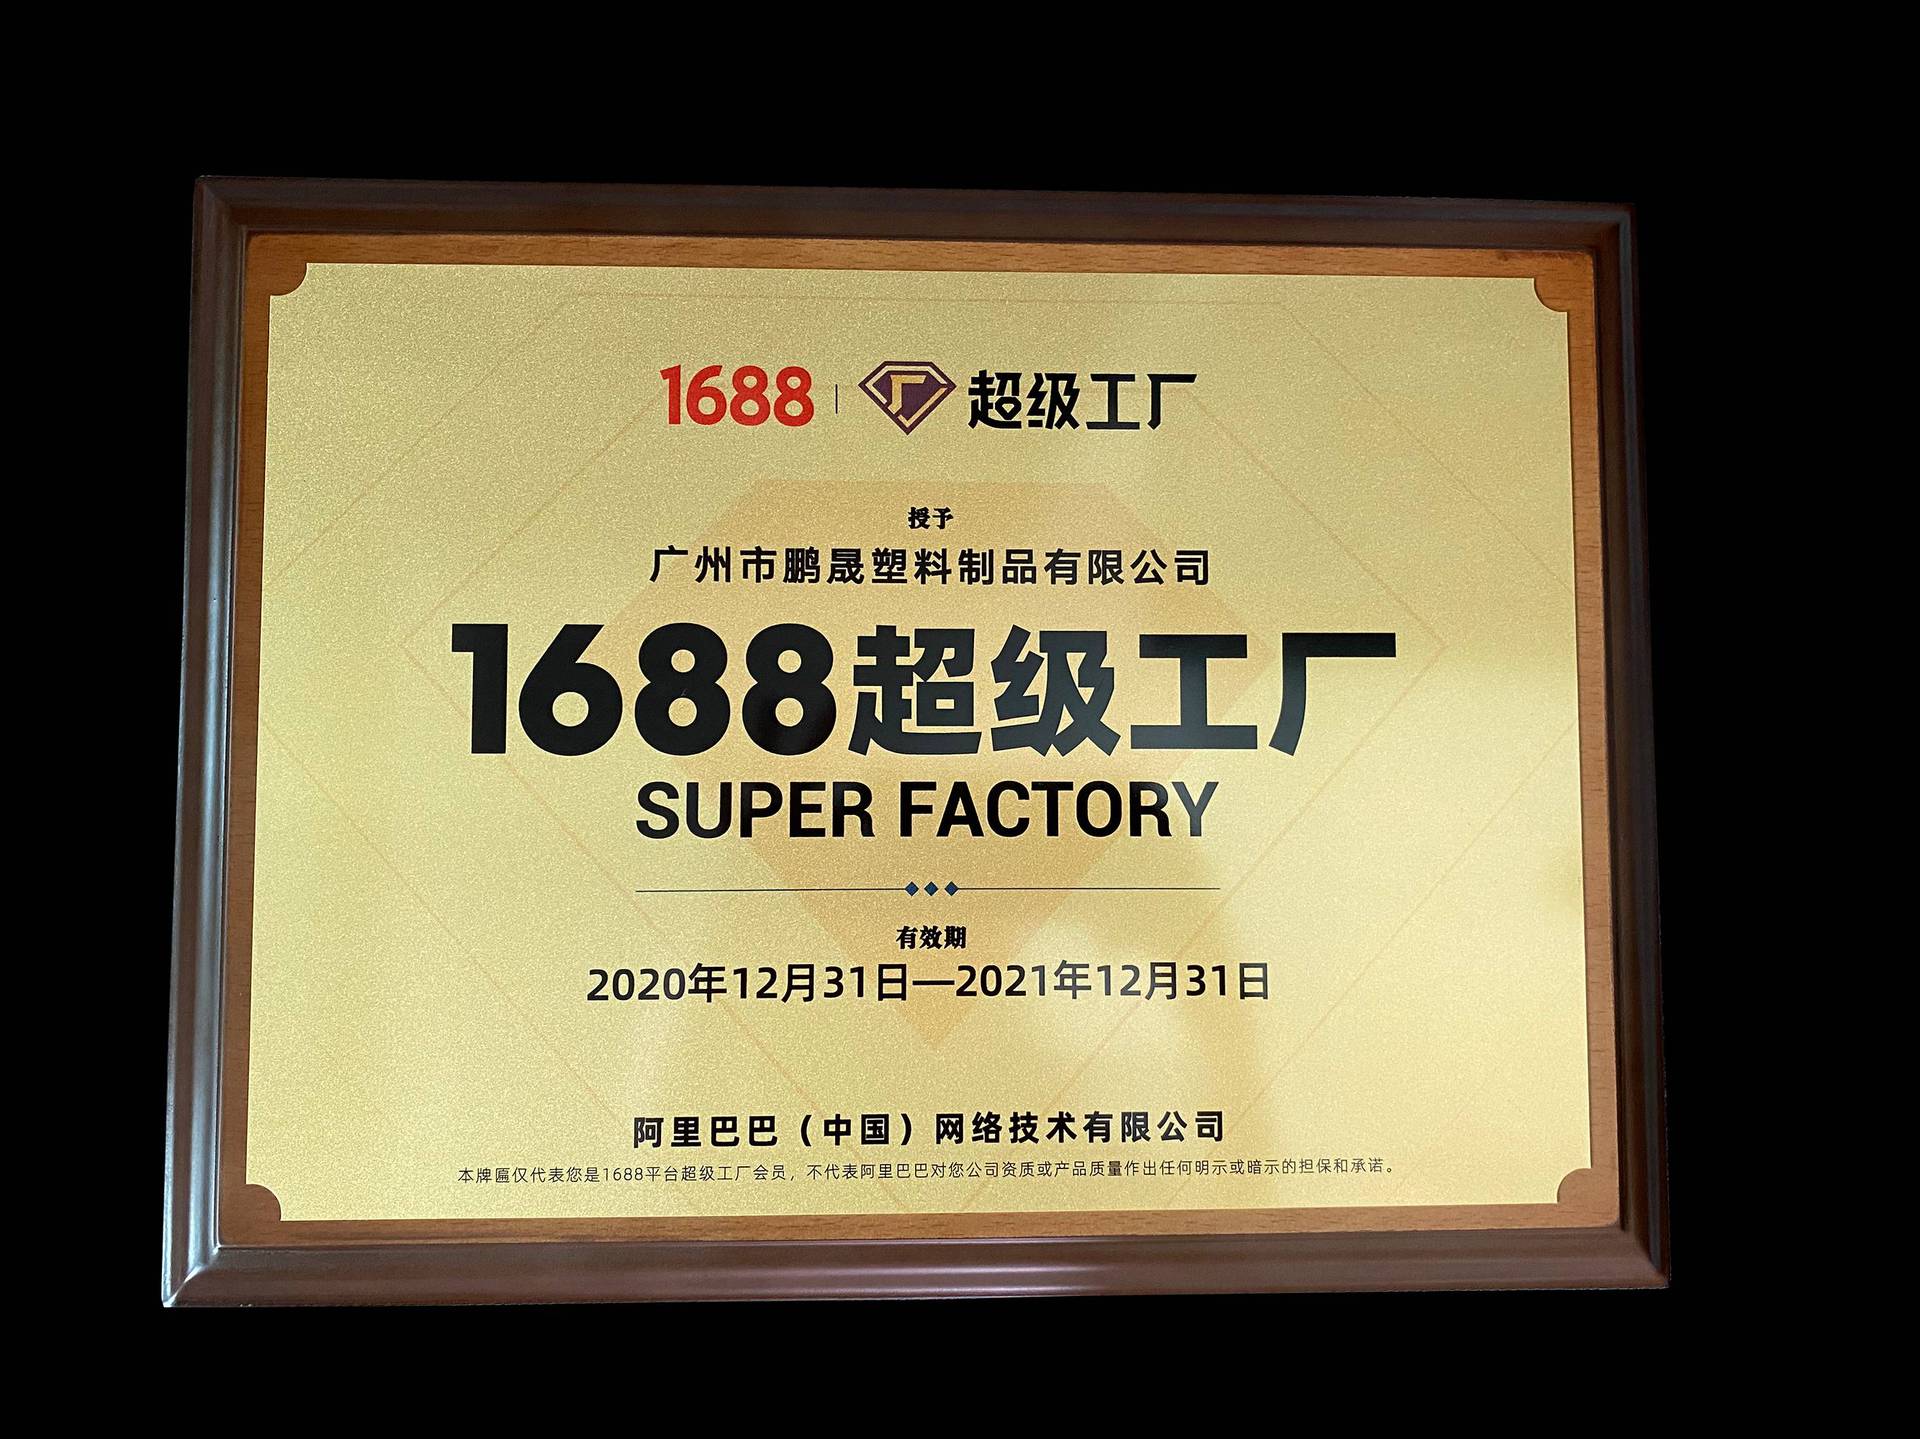 1688 | 超级工厂
授予
广州市鹏晟塑料制品有限公司
1688超级工厂
SUPER FACTORY
有效期
2020年12月31日—2021年12月31日
阿里巴巴（中国）网络技术有限公司
本牌匾仅代表您是1688平台超级工厂会员，不代表阿里巴巴对您公司资质或产品质量作出任何明示或暗示的担保和承诺。